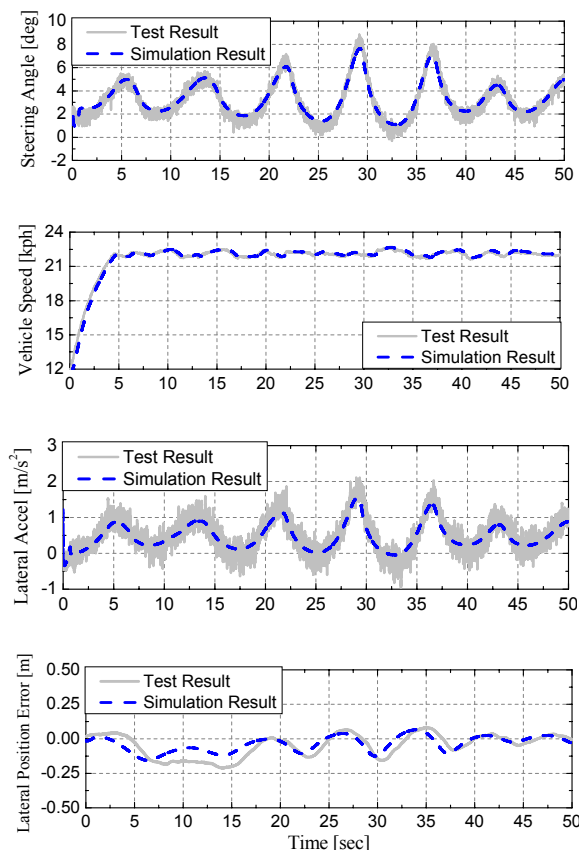 Steering Angle [deg]
10
8
6
4
2
0
-2
Test Result
Simulation Result
0 5 10 15 20 25 30 35 40 45 50
Vehicle Speed [kph]
24
21
18
15
12
Test Result
Simulation Result
0 5 10 15 20 25 30 35 40 45 50
Lateral Accel [m/s²]
3
2
1
0
-1
Test Result
Simulation Result
0 5 10 15 20 25 30 35 40 45 50
Lateral Position Error [m]
0.50
0.25
0.00
-0.25
-0.50
Test Result
Simulation Result
0 5 10 15 20 25 30 35 40 45 50
Time [sec]